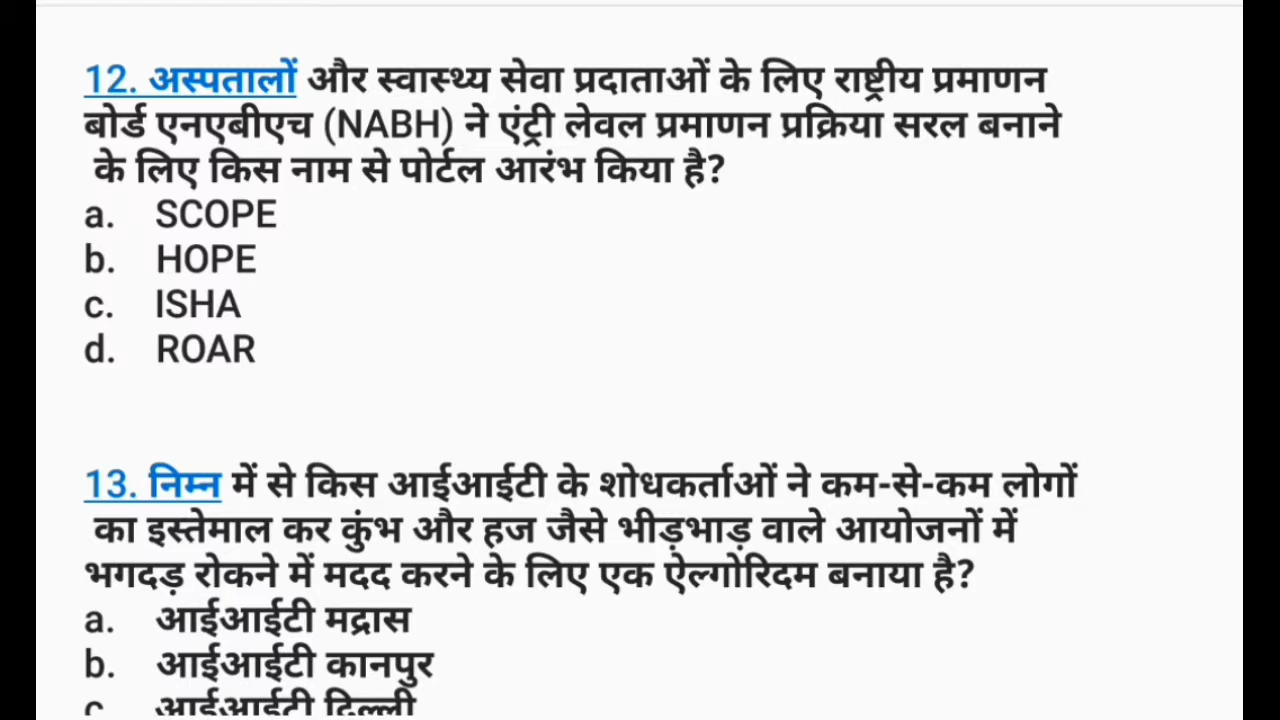 12. अस्पतालों और स्वास्थ्य सेवा प्रदाताओं के लिए राष्ट्रीय प्रमाणन
बोर्ड एनएबीएच (NABH) ने एंट्री लेवल प्रमाणन प्रक्रिया सरल बनाने
के लिए किस नाम से पोर्टल आरंभ किया है?
a. SCOPE
b. HOPE
c. ISHA
d. ROAR
13. निम्न में से किस आईआईटी के शोधकर्ताओं ने कम-से-कम लोगों
का इस्तेमाल कर कुंभ और हज जैसे भीड़भाड़ वाले आयोजनों में
भगदड़ रोकने में मदद करने के लिए एक ऐल्गोरिदम बनाया है?
a. आईआईटी मद्रास
b. आईआईटी कानपुर
c. आईआईटी दिल्ली